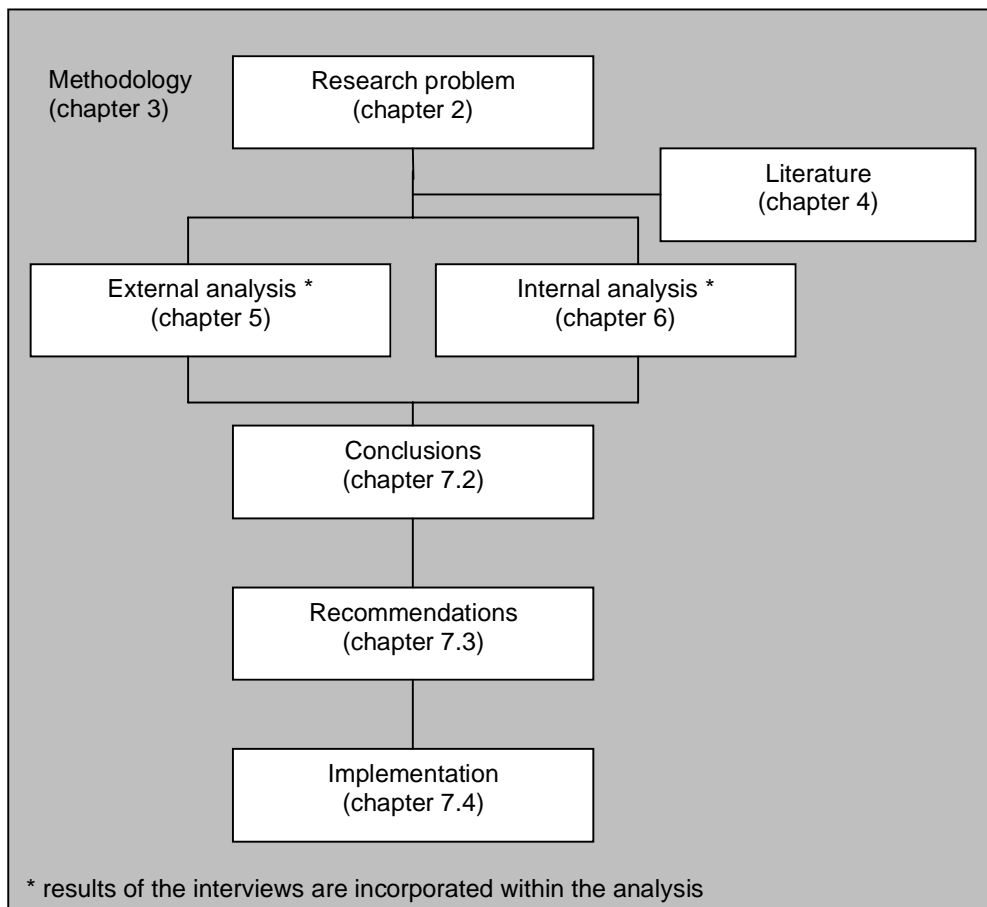 Methodology
(chapter 3)
Research problem
(chapter 2)
Literature
(chapter 4)
External analysis *
(chapter 5)
Internal analysis *
(chapter 6)
Conclusions
(chapter 7.2)
Recommendations
(chapter 7.3)
Implementation
(chapter 7.4)
* results of the interviews are incorporated within the analysis